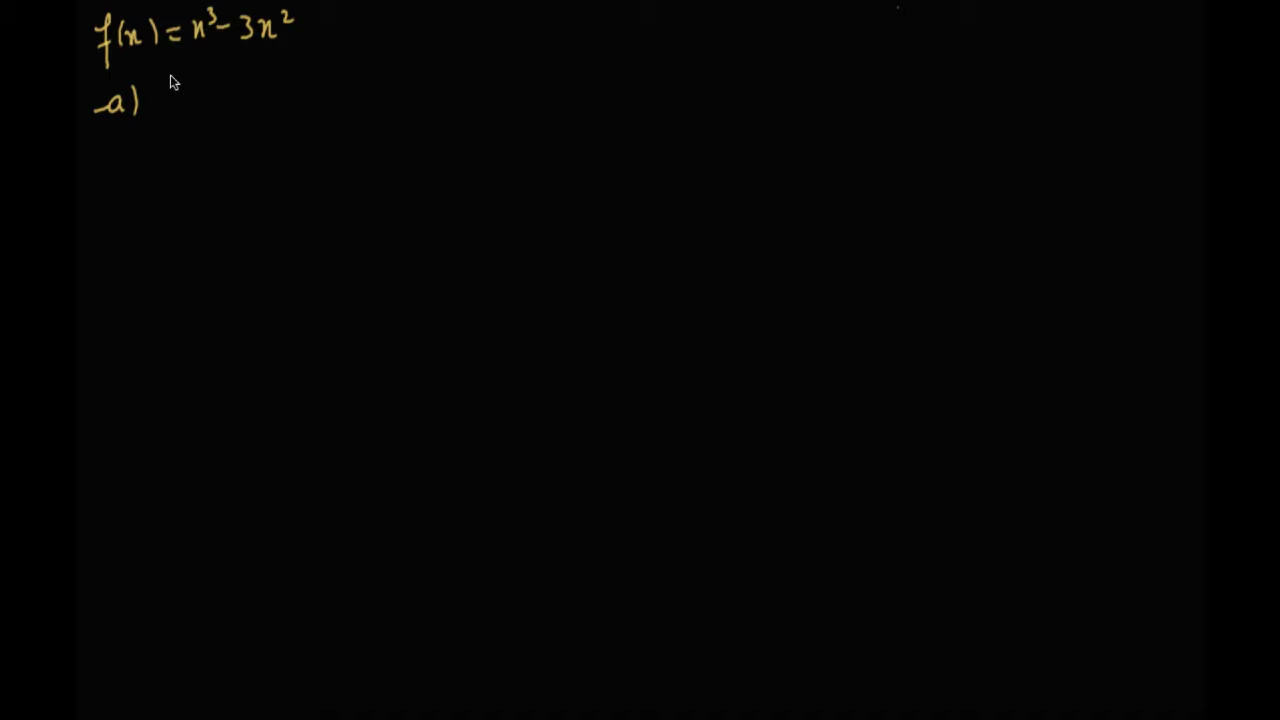 f(x) = x³ - 3x²
a)